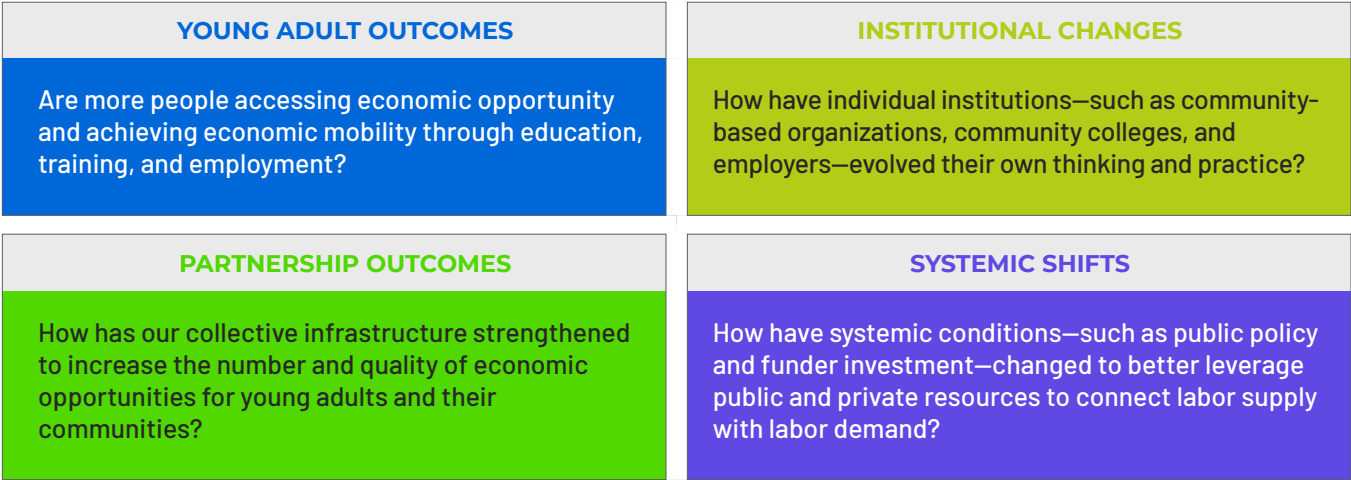 YOUNG ADULT OUTCOMES
Are more people accessing economic opportunity
and achieving economic mobility through education,
training, and employment?
INSTITUTIONAL CHANGES
How have individual institutions—such as community-
based organizations, community colleges, and
employers—evolved their own thinking and practice?
PARTNERSHIP OUTCOMES
How has our collective infrastructure strengthened
to increase the number and quality of economic
opportunities for young adults and their
communities?
SYSTEMIC SHIFTS
How have systemic conditions—such as public policy
and funder investment—changed to better leverage
public and private resources to connect labor supply
with labor demand?